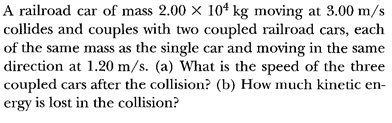 A railroad car of mass 2.00 × 10⁴ kg moving at 3.00 m/s
collides and couples with two coupled railroad cars, each
of the same mass as the single car and moving in the same
direction at 1.20 m/s. (a) What is the speed of the three
coupled cars after the collision? (b) How much kinetic en-
ergy is lost in the collision?